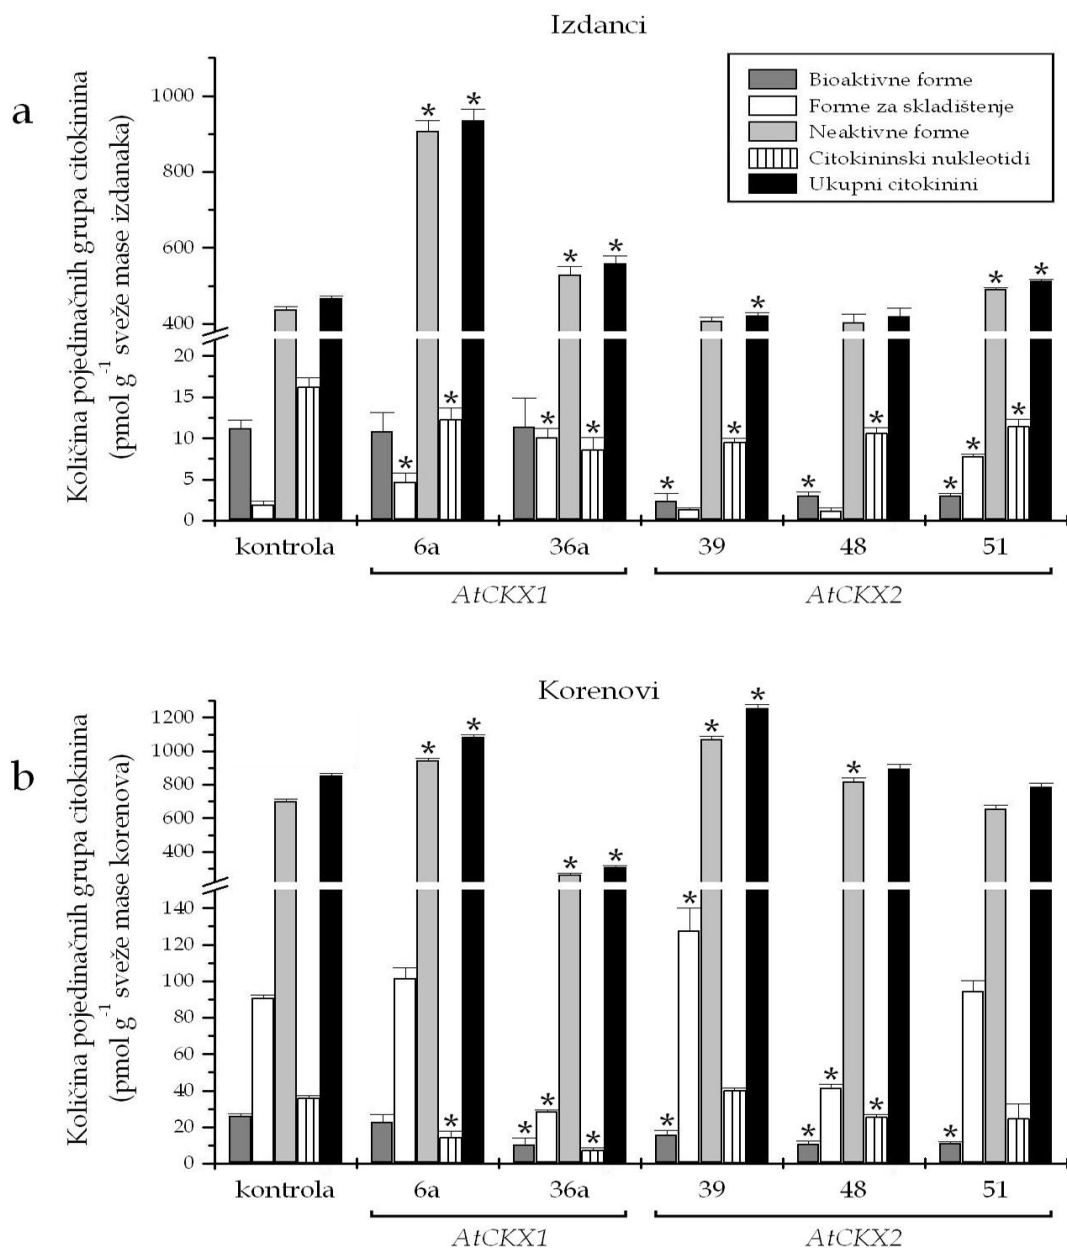 Izdanci
a
Količina pojedinačnih grupa citokinina
(pmol g⁻¹ sveže mase izdanaka)
1000
800
600
400
20
15
10
5
0
Bioaktivne forme
Forme za skladištenje
Neaktivne forme
Citokininski nukleotidi
Ukupni citokinini
* * * * * * * * * * * * * * * * * *
kontrola 6a 36a 39 48 51
AtCKX1 AtCKX2
Korenovi
b
Količina pojedinačnih grupa citokinina
(pmol g⁻¹ sveže mase korenova)
1200
1000
800
600
400
140
120
100
80
60
40
20
0
* * * * * * * * * * * * * * * * *
kontrola 6a 36a 39 48 51
AtCKX1 AtCKX2